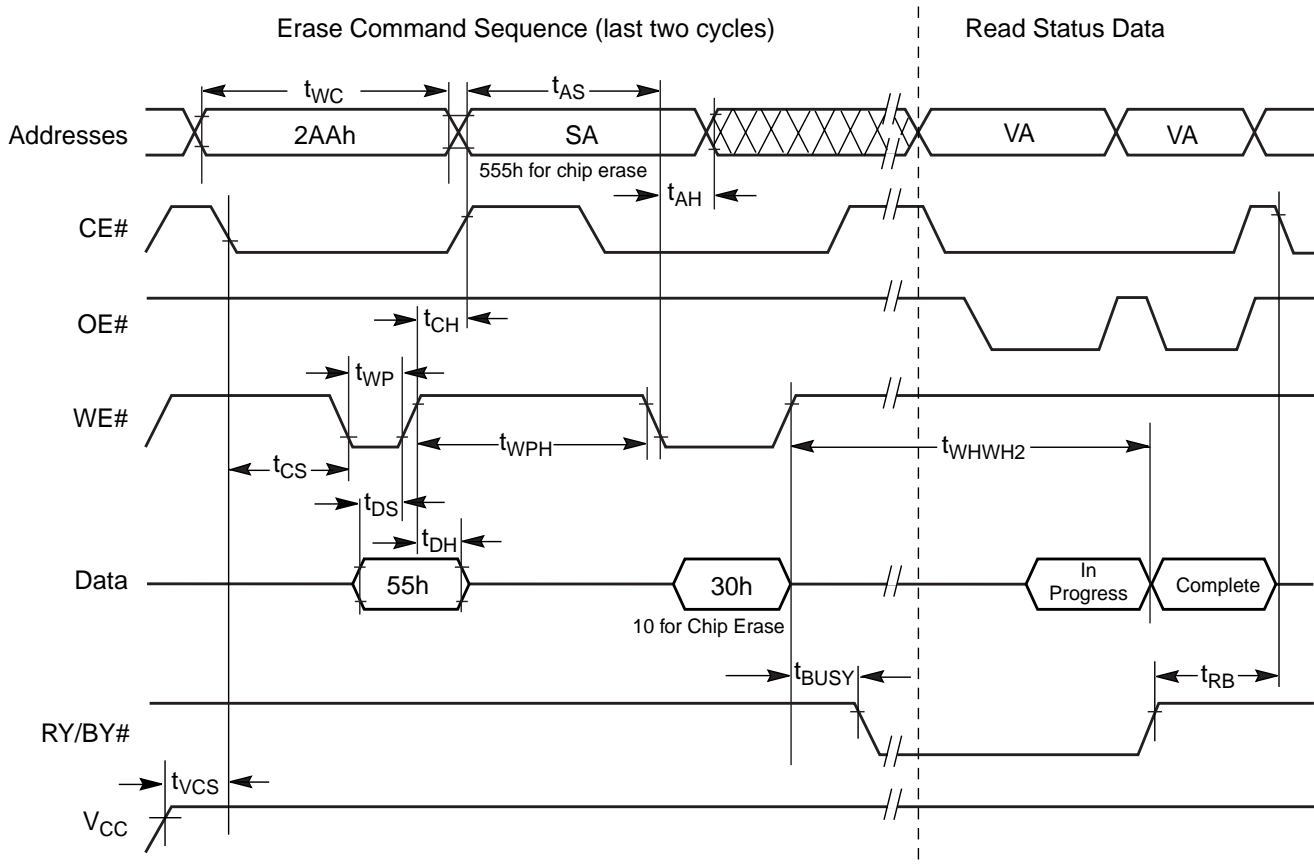 Erase Command Sequence (last two cycles)
Read Status Data
tWC
tAS
Addresses
2AAh
SA
VA
VA
555h for chip erase
tAH
CE#
OE#
tCH
tWP
WE#
tWPH
tWHWH2
tCS
tDS
tDH
Data
55h
30h
In
Progress
Complete
10 for Chip Erase
tBUSY
tRB
RY/BY#
tVCS
VCC